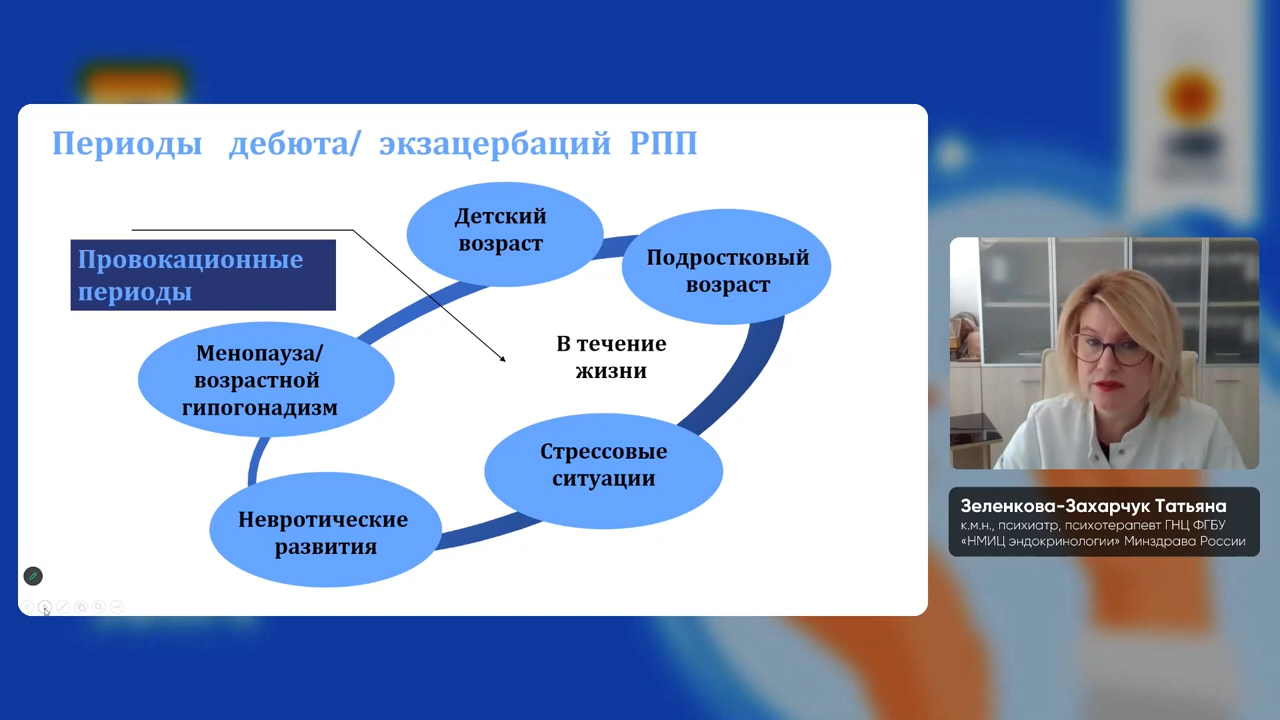 Периоды дебюта/ экзацербаций РПП
Провокационные
периоды
Детский
возраст
Подростковый
возраст
В течение
жизни
Менопауза/
возрастной
гипогонадизм
Стрессовые
ситуации
Невротические
развития
Зеленкова-Захарчук Татьяна
к.м.н., психиатр, психотерапевт ГНЦ ФГБУ
«НМИЦ эндокринологии» Минздрава России